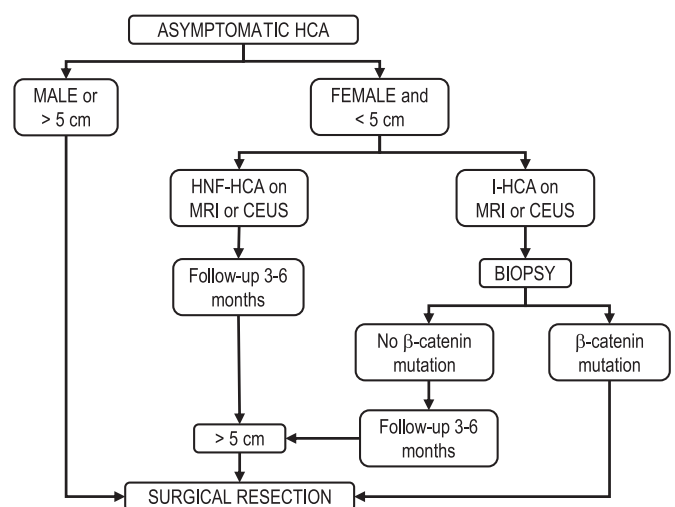 ASYMPTOMATIC HCA
MALE or
> 5 cm
FEMALE and
< 5 cm
HNF-HCA on
MRI or CEUS
I-HCA on
MRI or CEUS
Follow-up 3-6
months
BIOPSY
No β-catenin
mutation
β-catenin
mutation
Follow-up 3-6
months
> 5 cm
SURGICAL RESECTION